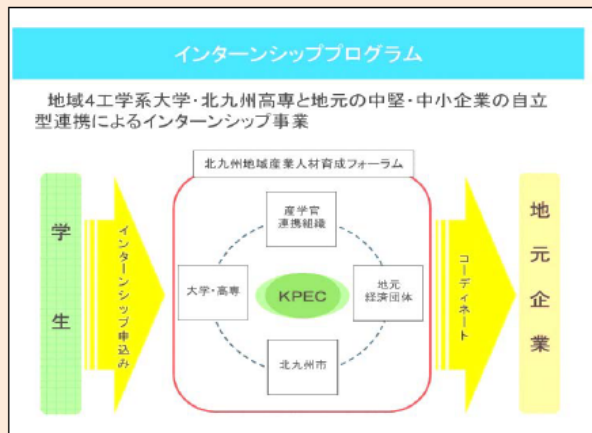 インターンシッププログラム
地域4工学系大学・北九州高専と地元の中堅・中小企業の自立
型連携によるインターンシップ事業
北九州地域産業人材育成フォーラム
学生
インターンシップ申込み
産学官
連携組織
大学・高専
KPEC
地元
経済団体
北九州市
コーディネート
地元企業